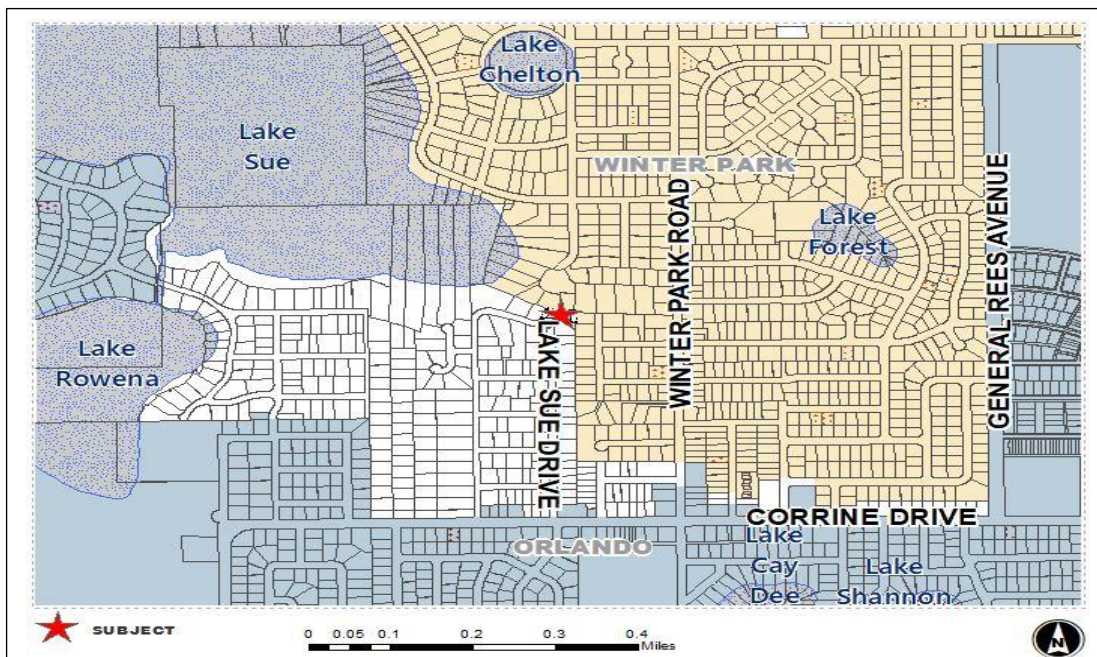 Lake
Chelton
Lake
Sue
WINTER PARK
Lake
Forest
WINTER PARK ROAD
GENERAL REES AVENUE
Lake
Rowena
LAKE SUE DRIVE
CORRINE DRIVE
ORLANDO
Lake
Cay
Dee
Lake
Shannon
SUBJECT
0 0.05 0.1 0.2 0.3 0.4
Miles
N